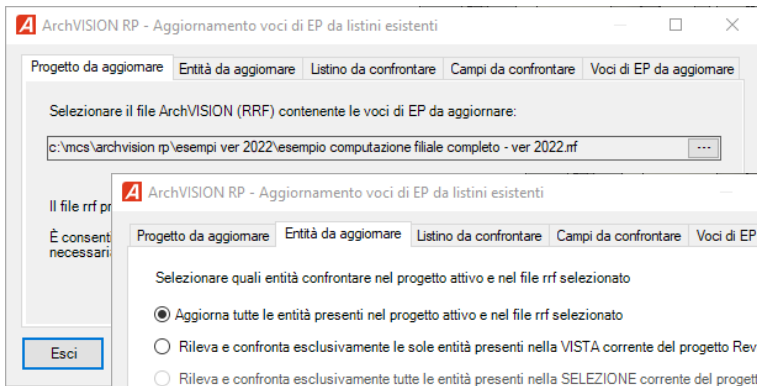 ArchVISION RP - Aggiornamento voci di EP da listini esistenti
Progetto da aggiornare Entità da aggiornare Listino da confrontare Campi da confrontare Voci di EP da aggiornare
Selezionare il file ArchVISION (RRF) contenente le voci di EP da aggiornare:
c:\mcs\archvision rp\esempi ver 2022\esempio computazione filiale completo - ver 2022.rrf ...
Il file rrf
È
Esci
ArchVISION RP - Aggiornamento voci di EP da listini esistenti
Progetto da aggiornare Entità da aggiornare Listino da confrontare Campi da confrontare Voci di EP
Selezionare quali entità confrontare nel progetto attivo e nel file rrf selezionato
Aggiorna tutte le entità presenti nel progetto attivo e nel file rrf selezionato
Rileva e confronta esclusivamente le sole entità presenti nella VISTA corrente del progetto Rev
Rileva e confronta esclusivamente tutte le entità presenti nella SELEZIONE corrente del